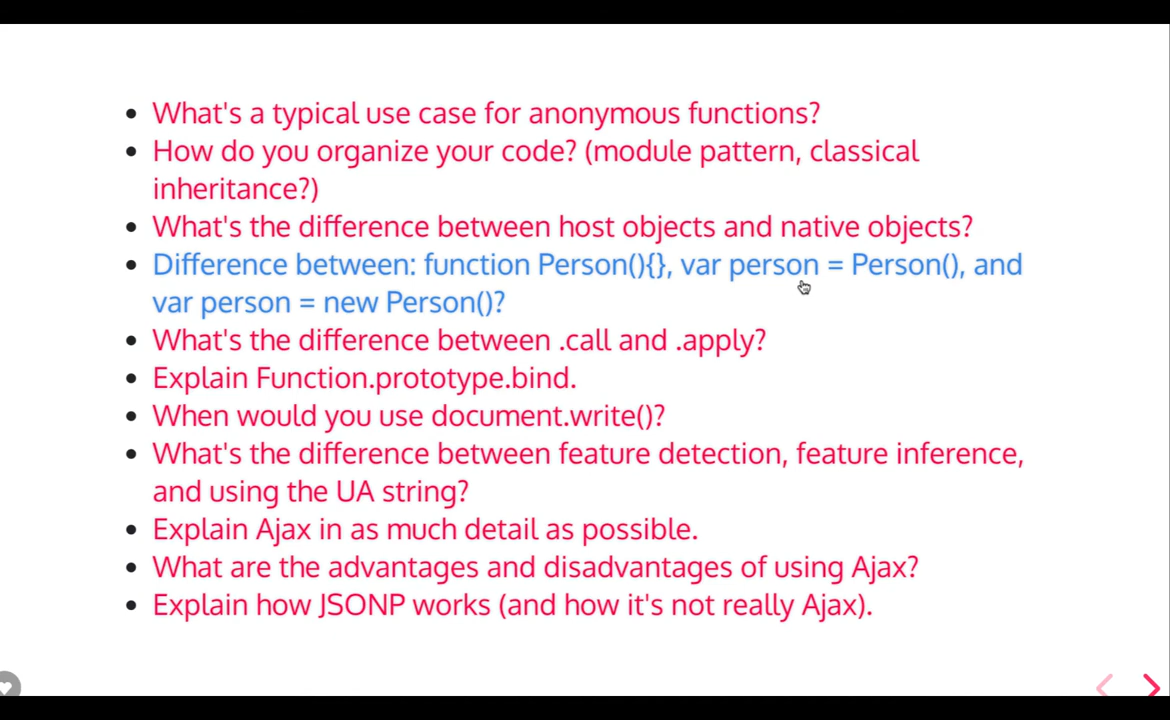 What's a typical use case for anonymous functions?
How do you organize your code? (module pattern, classical
inheritance?)
What's the difference between host objects and native objects?
Difference between: function Person(){}, var person = Person(), and
var person = new Person()?
What's the difference between .call and .apply?
Explain Function.prototype.bind.
When would you use document.write()?
What's the difference between feature detection, feature inference,
and using the UA string?
Explain Ajax in as much detail as possible.
What are the advantages and disadvantages of using Ajax?
Explain how JSONP works (and how it's not really Ajax).